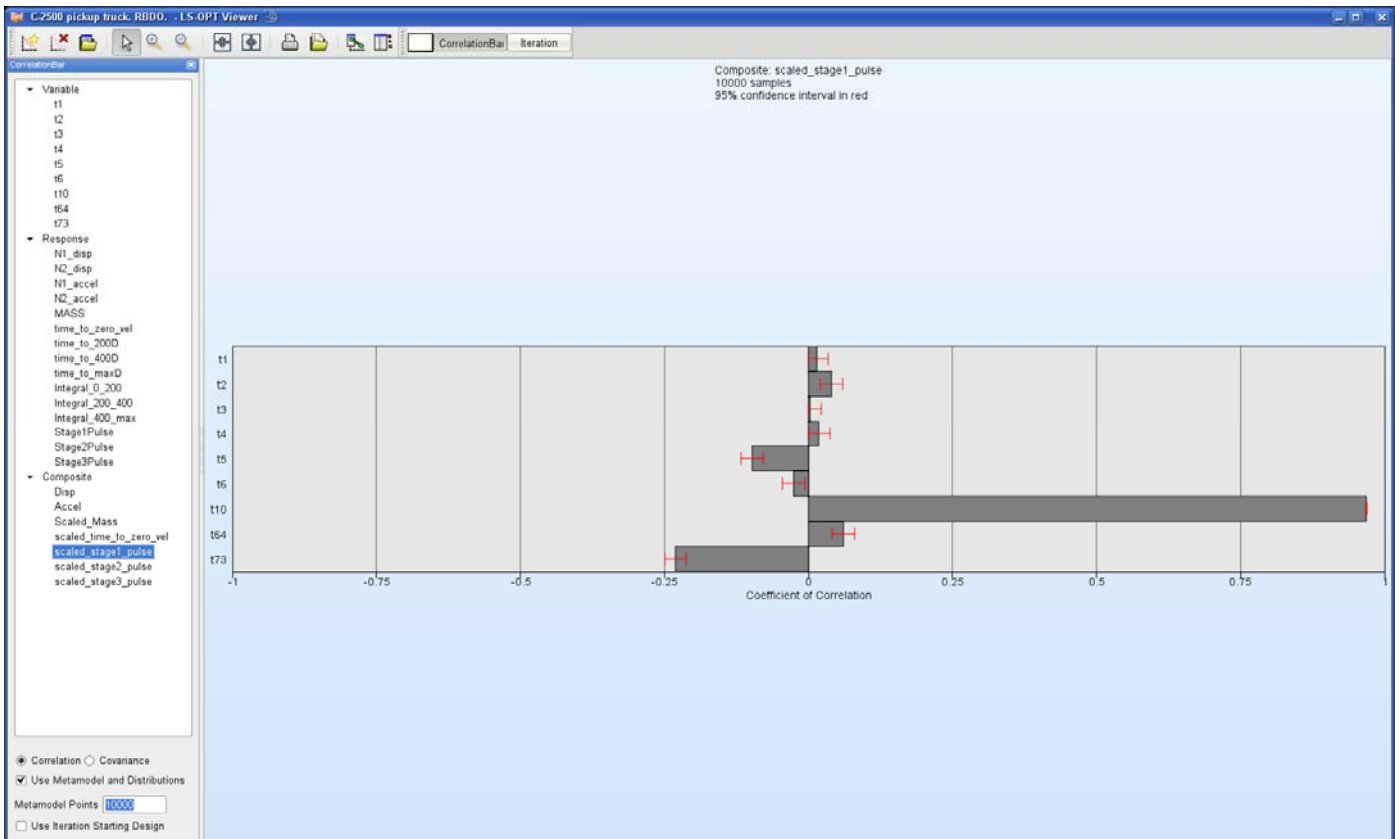 C-2500 pickup truck. RBDO. - LS-OPT Viewer
CorrelationBar Iteration
CorrelationBar
Variable
t1
t2
t3
t4
t5
t6
t10
t64
t73
Response
N1_disp
N2_disp
N1_accel
N2_accel
MASS
time_to_zero_vel
time_to_200D
time_to_400D
time_to_maxD
Integral_0_200
Integral_200_400
Integral_400_max
Stage1Pulse
Stage2Pulse
Stage3Pulse
Composite
Disp
Accel
Scaled_Mass
scaled_time_to_zero_vel
scaled_stage1_pulse
scaled_stage2_pulse
scaled_stage3_pulse
Correlation Covariance
Use Metamodel and Distributions
Metamodel Points 10000
Use Iteration Starting Design
Composite: scaled_stage1_pulse
10000 samples
95% confidence interval in red
t1
t2
t3
t4
t5
t6
t10
t64
t73
-1 -0.75 -0.5 -0.25 0 0.25 0.5 0.75 1
Coefficient of Correlation